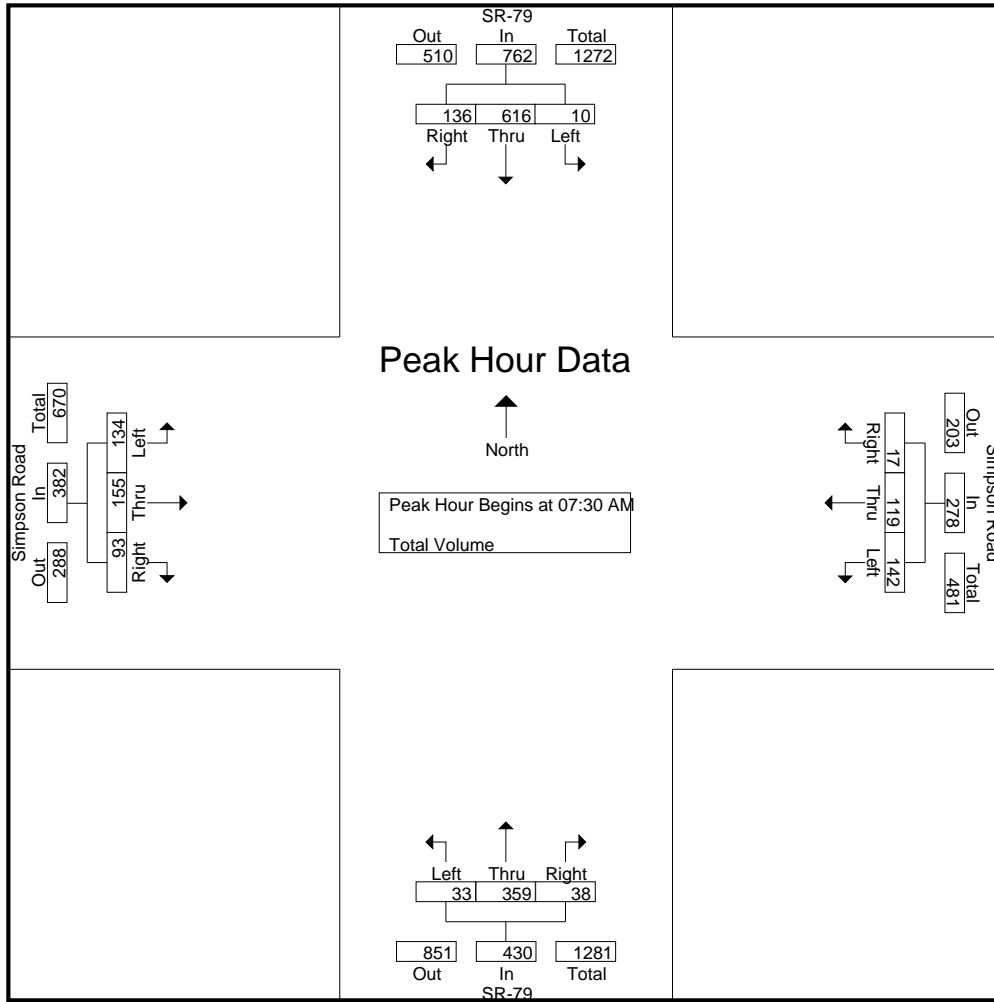 SR-79
Out In Total
510 762 1272
136 616 10
Right Thru Left
Peak Hour Data
North
Peak Hour Begins at 07:30 AM
Total Volume
Simpson Road
Total In Out
670 382 288
134 155 93
Left Thru Right
Simpson Road
Out In Total
203 278 481
17 119 142
Right Thru Left
Left Thru Right
33 359 38
851 430 1281
Out In Total
SR-79